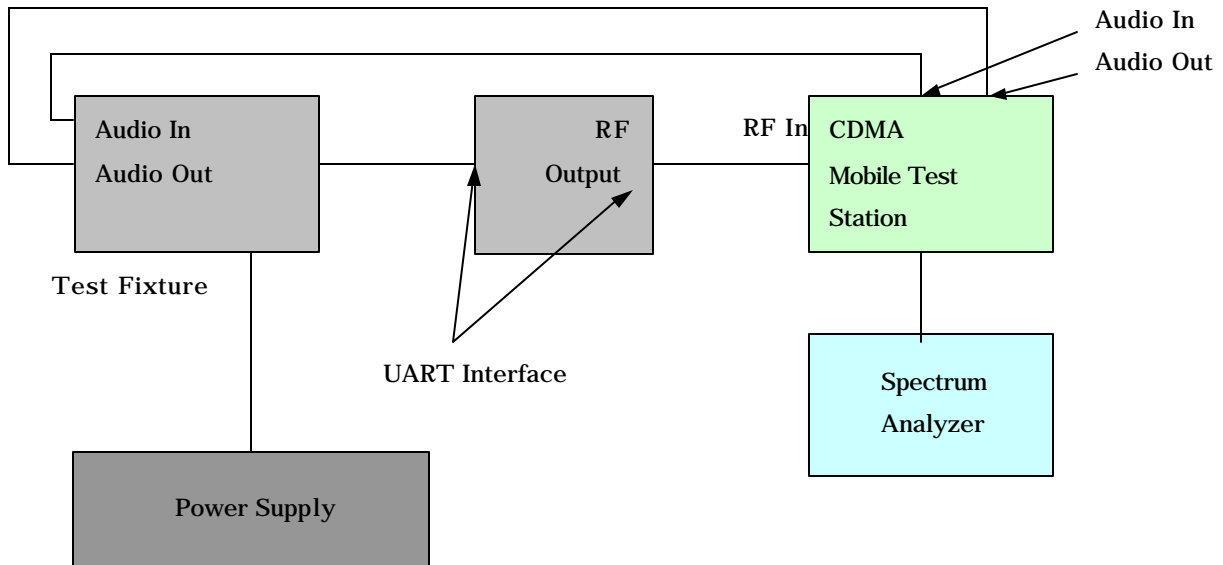 Audio In
Audio Out
Audio In
Audio Out
Test Fixture
RF
Output
UART Interface
RF In
CDMA
Mobile Test
Station
Spectrum
Analyzer
Power Supply